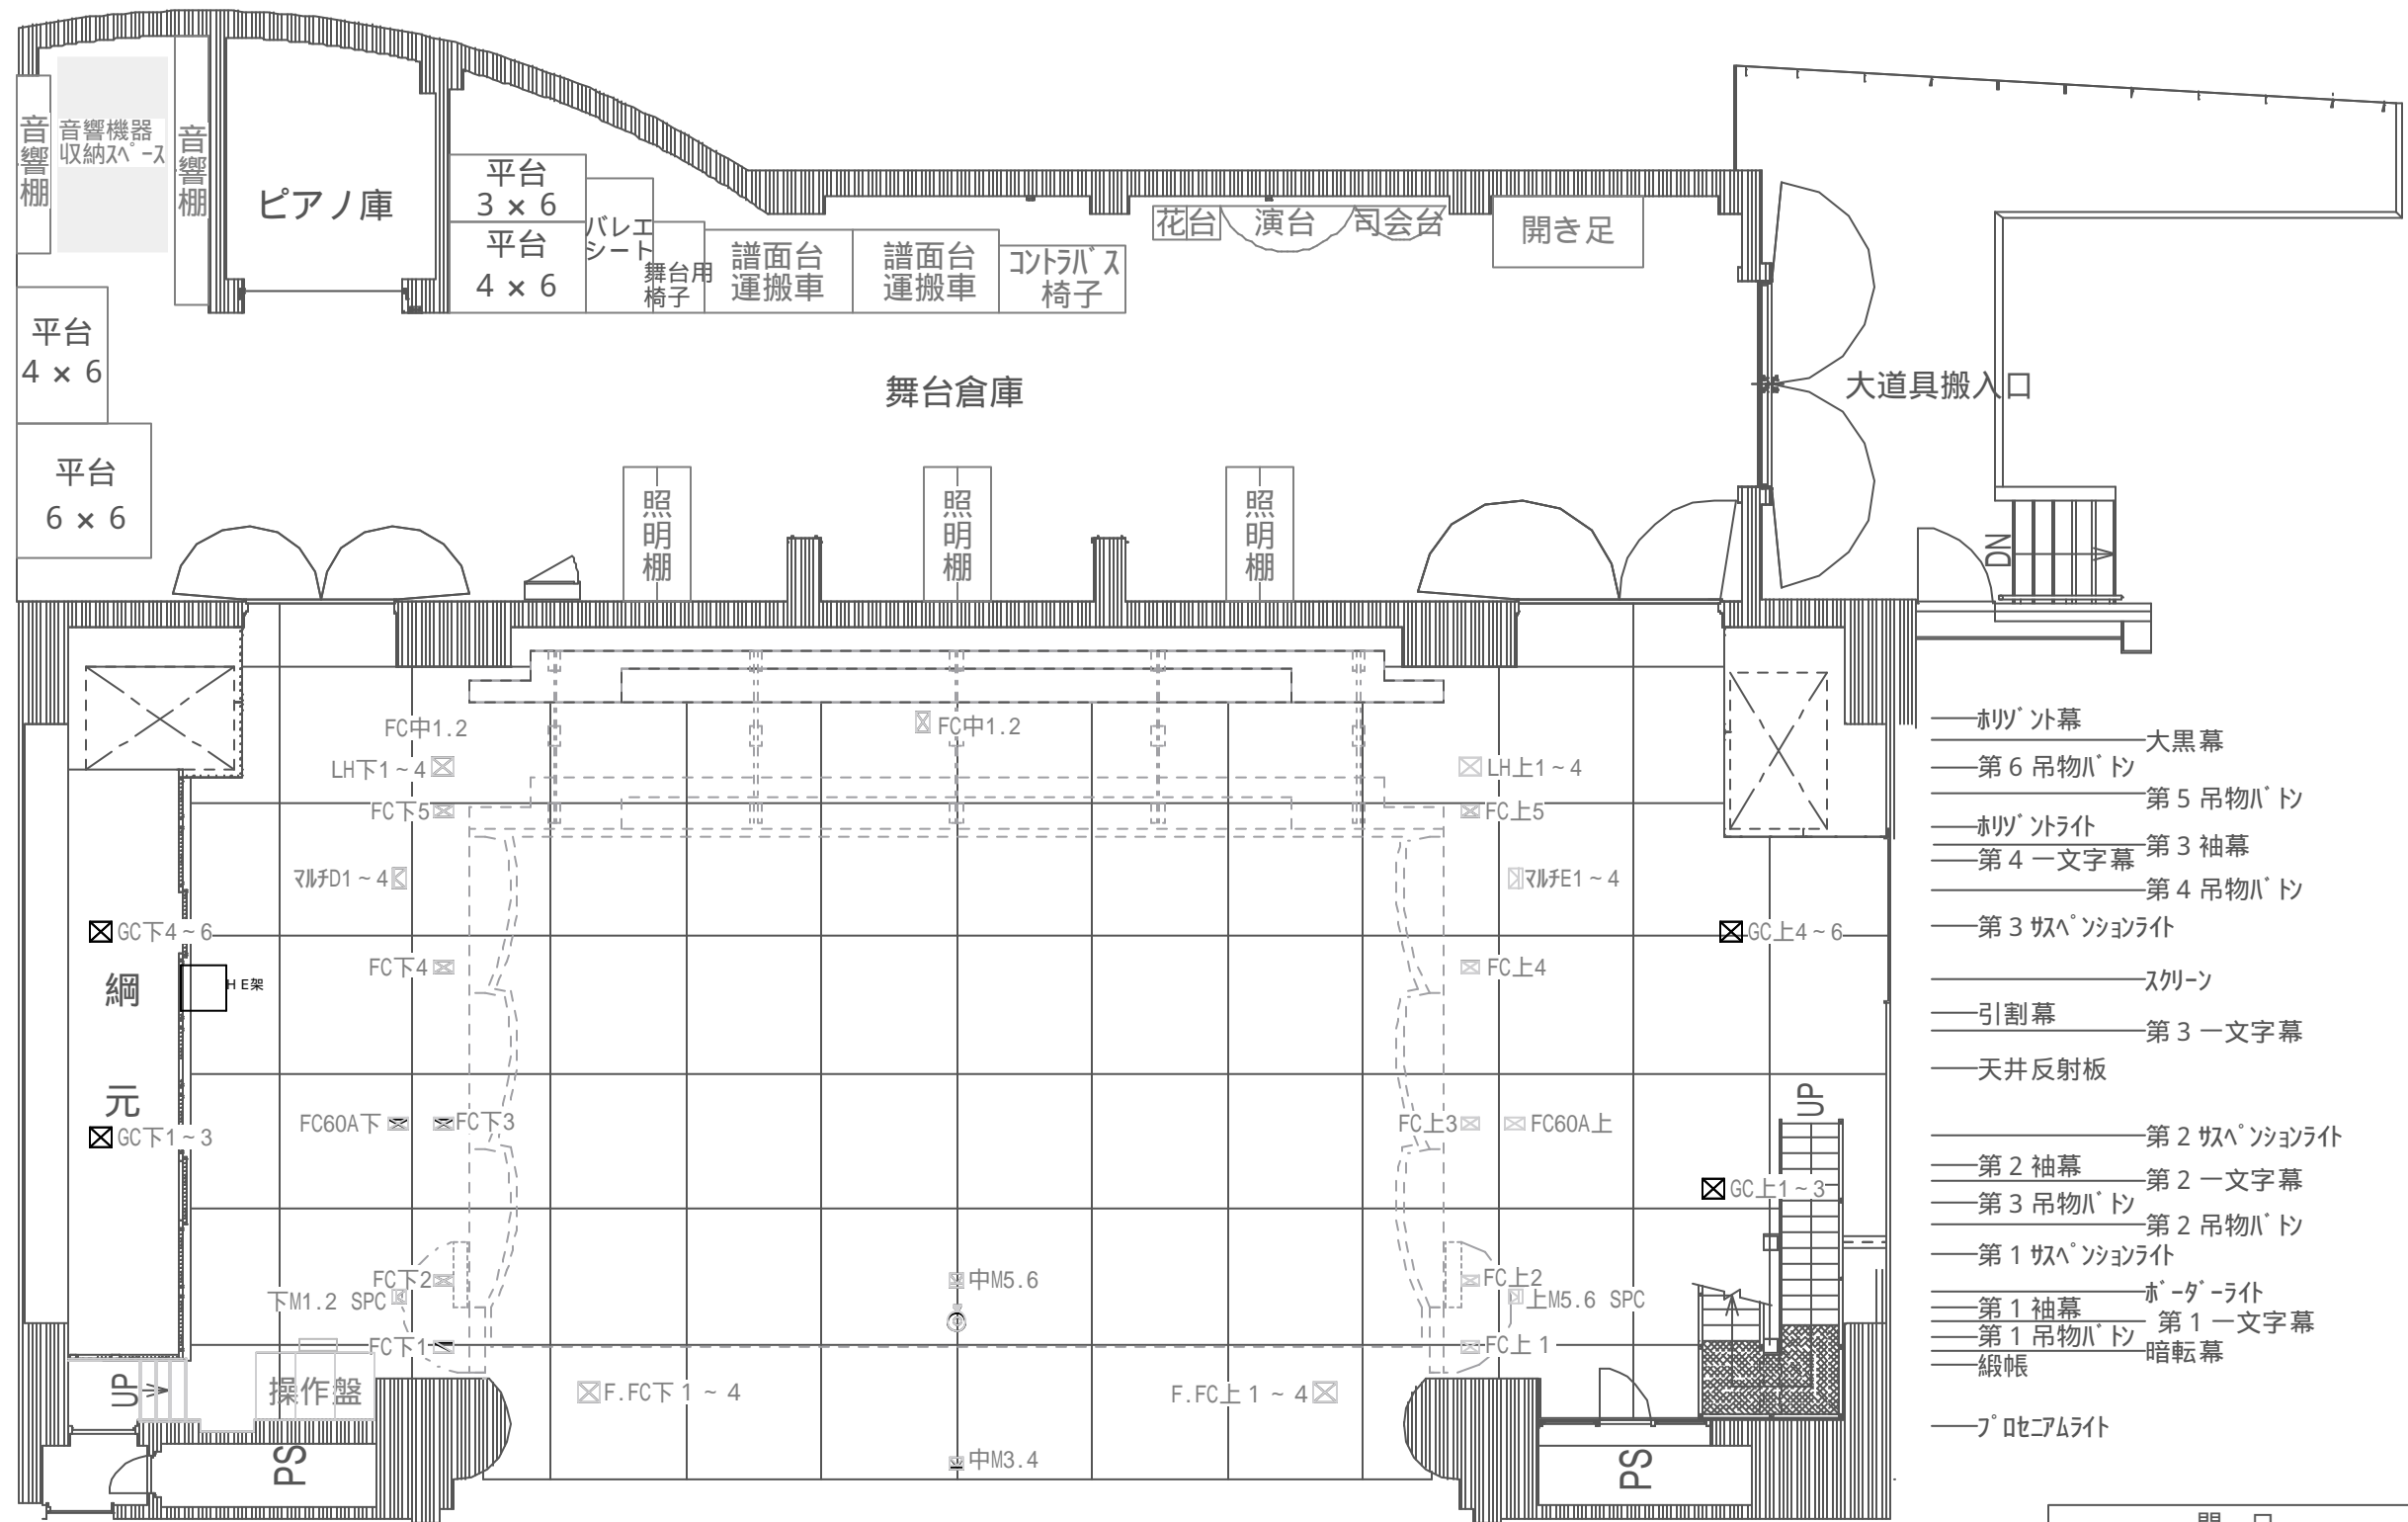 音響棚
音響機器
収納スペース
音響棚
ピアノ庫
平台
3 × 6
平台
4 × 6
バレエ
シート
舞台用
椅子
譜面台
運搬車
譜面台
運搬車
コントラバス
椅子
花台
演台
司会台
開き足
平台
4 × 6
平台
6 × 6
舞台倉庫
大道具搬入口
照明棚
照明棚
照明棚
DN
FC中1.2
FC中1.2
LH下1~4
LH上1~4
FC下5
FC上5
マルチD1~4
マルチE1~4
GC下4~6
GC上4~6
FC下4
FC上4
綱元
HE架
FC60A下
FC下3
FC上3
FC60A上
GC下1~3
GC上1~3
UP
FC下2
中M5.6
FC上2
下M1.2 SPC
上M5.6 SPC
FC下1
FC上1
UP
操作盤
F.FC下1~4
F.FC上1~4
PS
中M3.4
PS
ホリゾント幕
大黒幕
第6吊物バトン
第5吊物バトン
ホリゾントライト
第3袖幕
第4一文字幕
第4吊物バトン
第3サスペンションライト
スクリーン
引割幕
第3一文字幕
天井反射板
第2サスペンションライト
第2袖幕
第2一文字幕
第3吊物バトン
第2吊物バトン
第1サスペンションライト
ボーダーライト
第1袖幕
第1一文字幕
第1吊物バトン
暗転幕
緞帳
プロセニアムライト